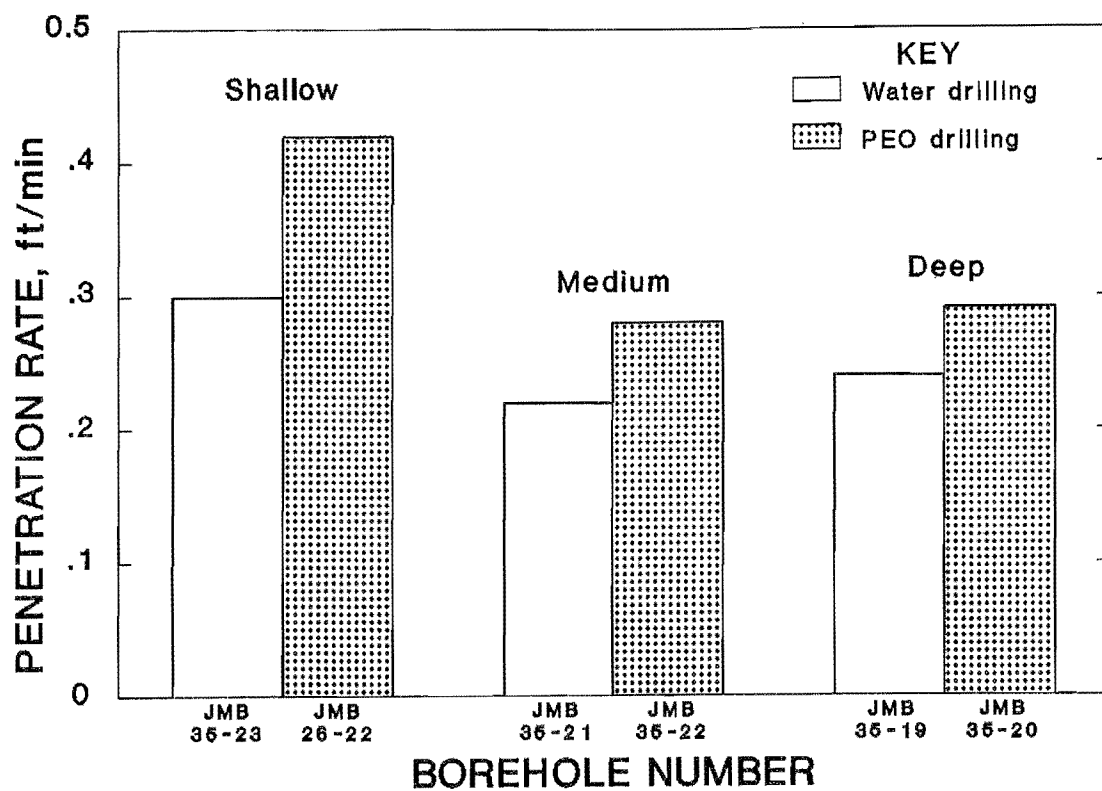 PENETRATION RATE, ft/min
0.5
.4
.3
.2
.1
0
Shallow
Medium
Deep
KEY
Water drilling
PEO drilling
JMB
35-23
JMB
26-22
JMB
35-21
JMB
35-22
JMB
35-19
JMB
35-20
BOREHOLE NUMBER